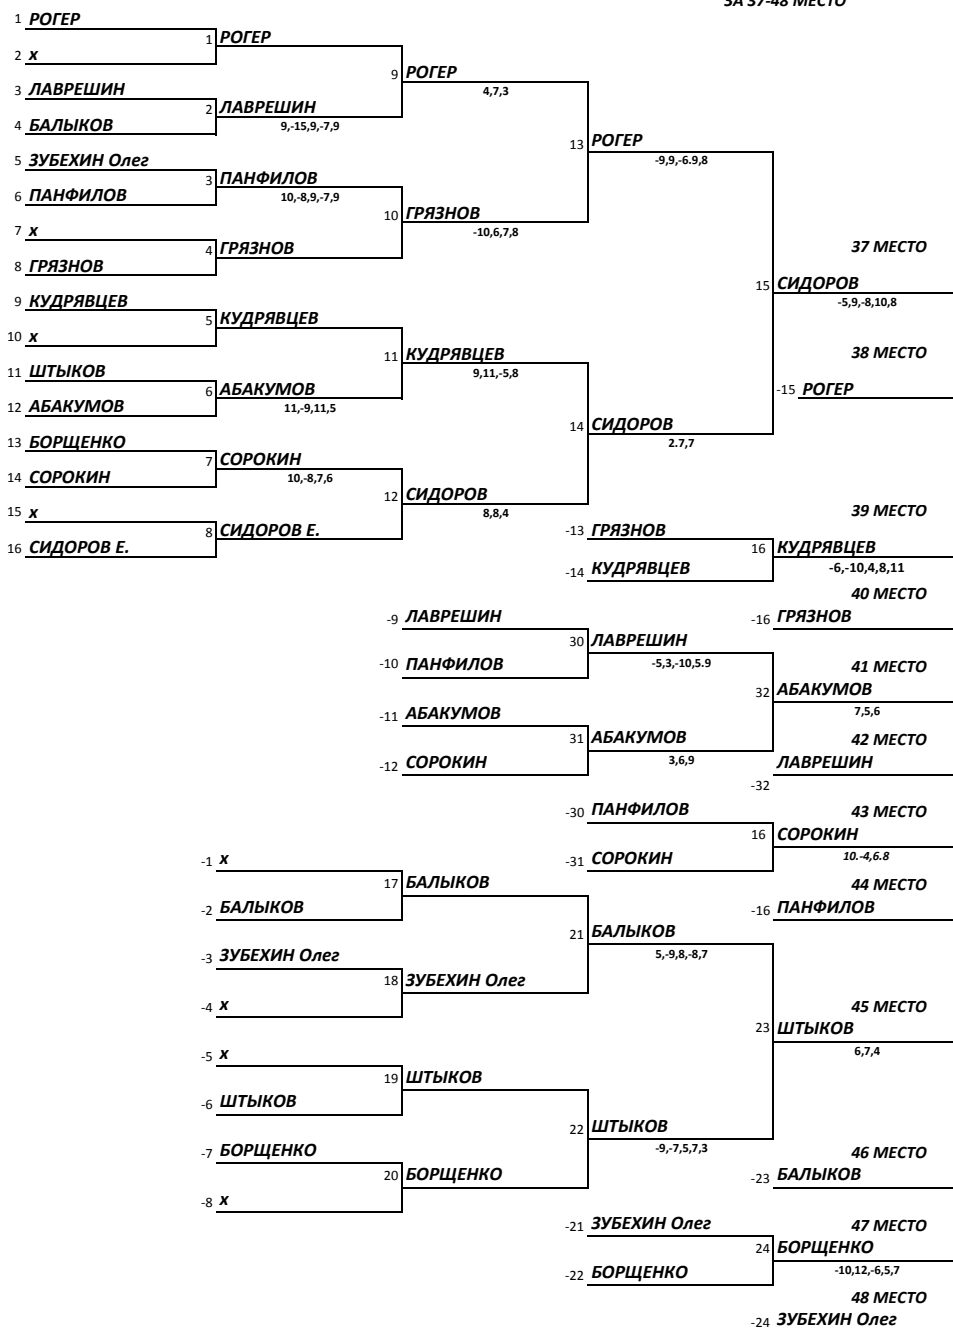 ЗА 37-48 МЕСТО
1 РОГЕР
1 РОГЕР
2 х
9 РОГЕР
4,7,3
3 ЛАВРЕШИН
2 ЛАВРЕШИН
9,-15,9,-7,9
4 БАЛЫКОВ
13 РОГЕР
-9,9,-6.9,8
5 ЗУБЕХИН Олег
3 ПАНФИЛОВ
10,-8,9,-7,9
6 ПАНФИЛОВ
10 ГРЯЗНОВ
-10,6,7,8
7 х
4 ГРЯЗНОВ
8 ГРЯЗНОВ
37 МЕСТО
15 СИДОРОВ
-5,9,-8,10,8
9 КУДРЯВЦЕВ
5 КУДРЯВЦЕВ
10 х
11 КУДРЯВЦЕВ
9,11,-5,8
38 МЕСТО
-15 РОГЕР
11 ШТЫКОВ
6 АБАКУМОВ
11,-9,11,5
12 АБАКУМОВ
14 СИДОРОВ
2.7,7
13 БОРЩЕНКО
7 СОРОКИН
10,-8,7,6
14 СОРОКИН
12 СИДОРОВ
8,8,4
15 х
8 СИДОРОВ Е.
16 СИДОРОВ Е.
39 МЕСТО
-13 ГРЯЗНОВ
16 КУДРЯВЦЕВ
-6,-10,4,8,11
-14 КУДРЯВЦЕВ
40 МЕСТО
-16 ГРЯЗНОВ
-9 ЛАВРЕШИН
30 ЛАВРЕШИН
-5,3,-10,5.9
-10 ПАНФИЛОВ
41 МЕСТО
32 АБАКУМОВ
7,5,6
-11 АБАКУМОВ
31 АБАКУМОВ
3,6,9
-12 СОРОКИН
42 МЕСТО
ЛАВРЕШИН
-32
-30 ПАНФИЛОВ
43 МЕСТО
16 СОРОКИН
10.-4,6.8
-31 СОРОКИН
44 МЕСТО
-16 ПАНФИЛОВ
-1 х
17 БАЛЫКОВ
-2 БАЛЫКОВ
21 БАЛЫКОВ
5,-9,8,-8,7
-3 ЗУБЕХИН Олег
18 ЗУБЕХИН Олег
-4 х
45 МЕСТО
23 ШТЫКОВ
6,7,4
-5 х
19 ШТЫКОВ
-6 ШТЫКОВ
22 ШТЫКОВ
-9,-7,5,7,3
-7 БОРЩЕНКО
20 БОРЩЕНКО
-8 х
46 МЕСТО
-23 БАЛЫКОВ
-21 ЗУБЕХИН Олег
47 МЕСТО
24 БОРЩЕНКО
-10,12,-6,5,7
-22 БОРЩЕНКО
48 МЕСТО
-24 ЗУБЕХИН Олег